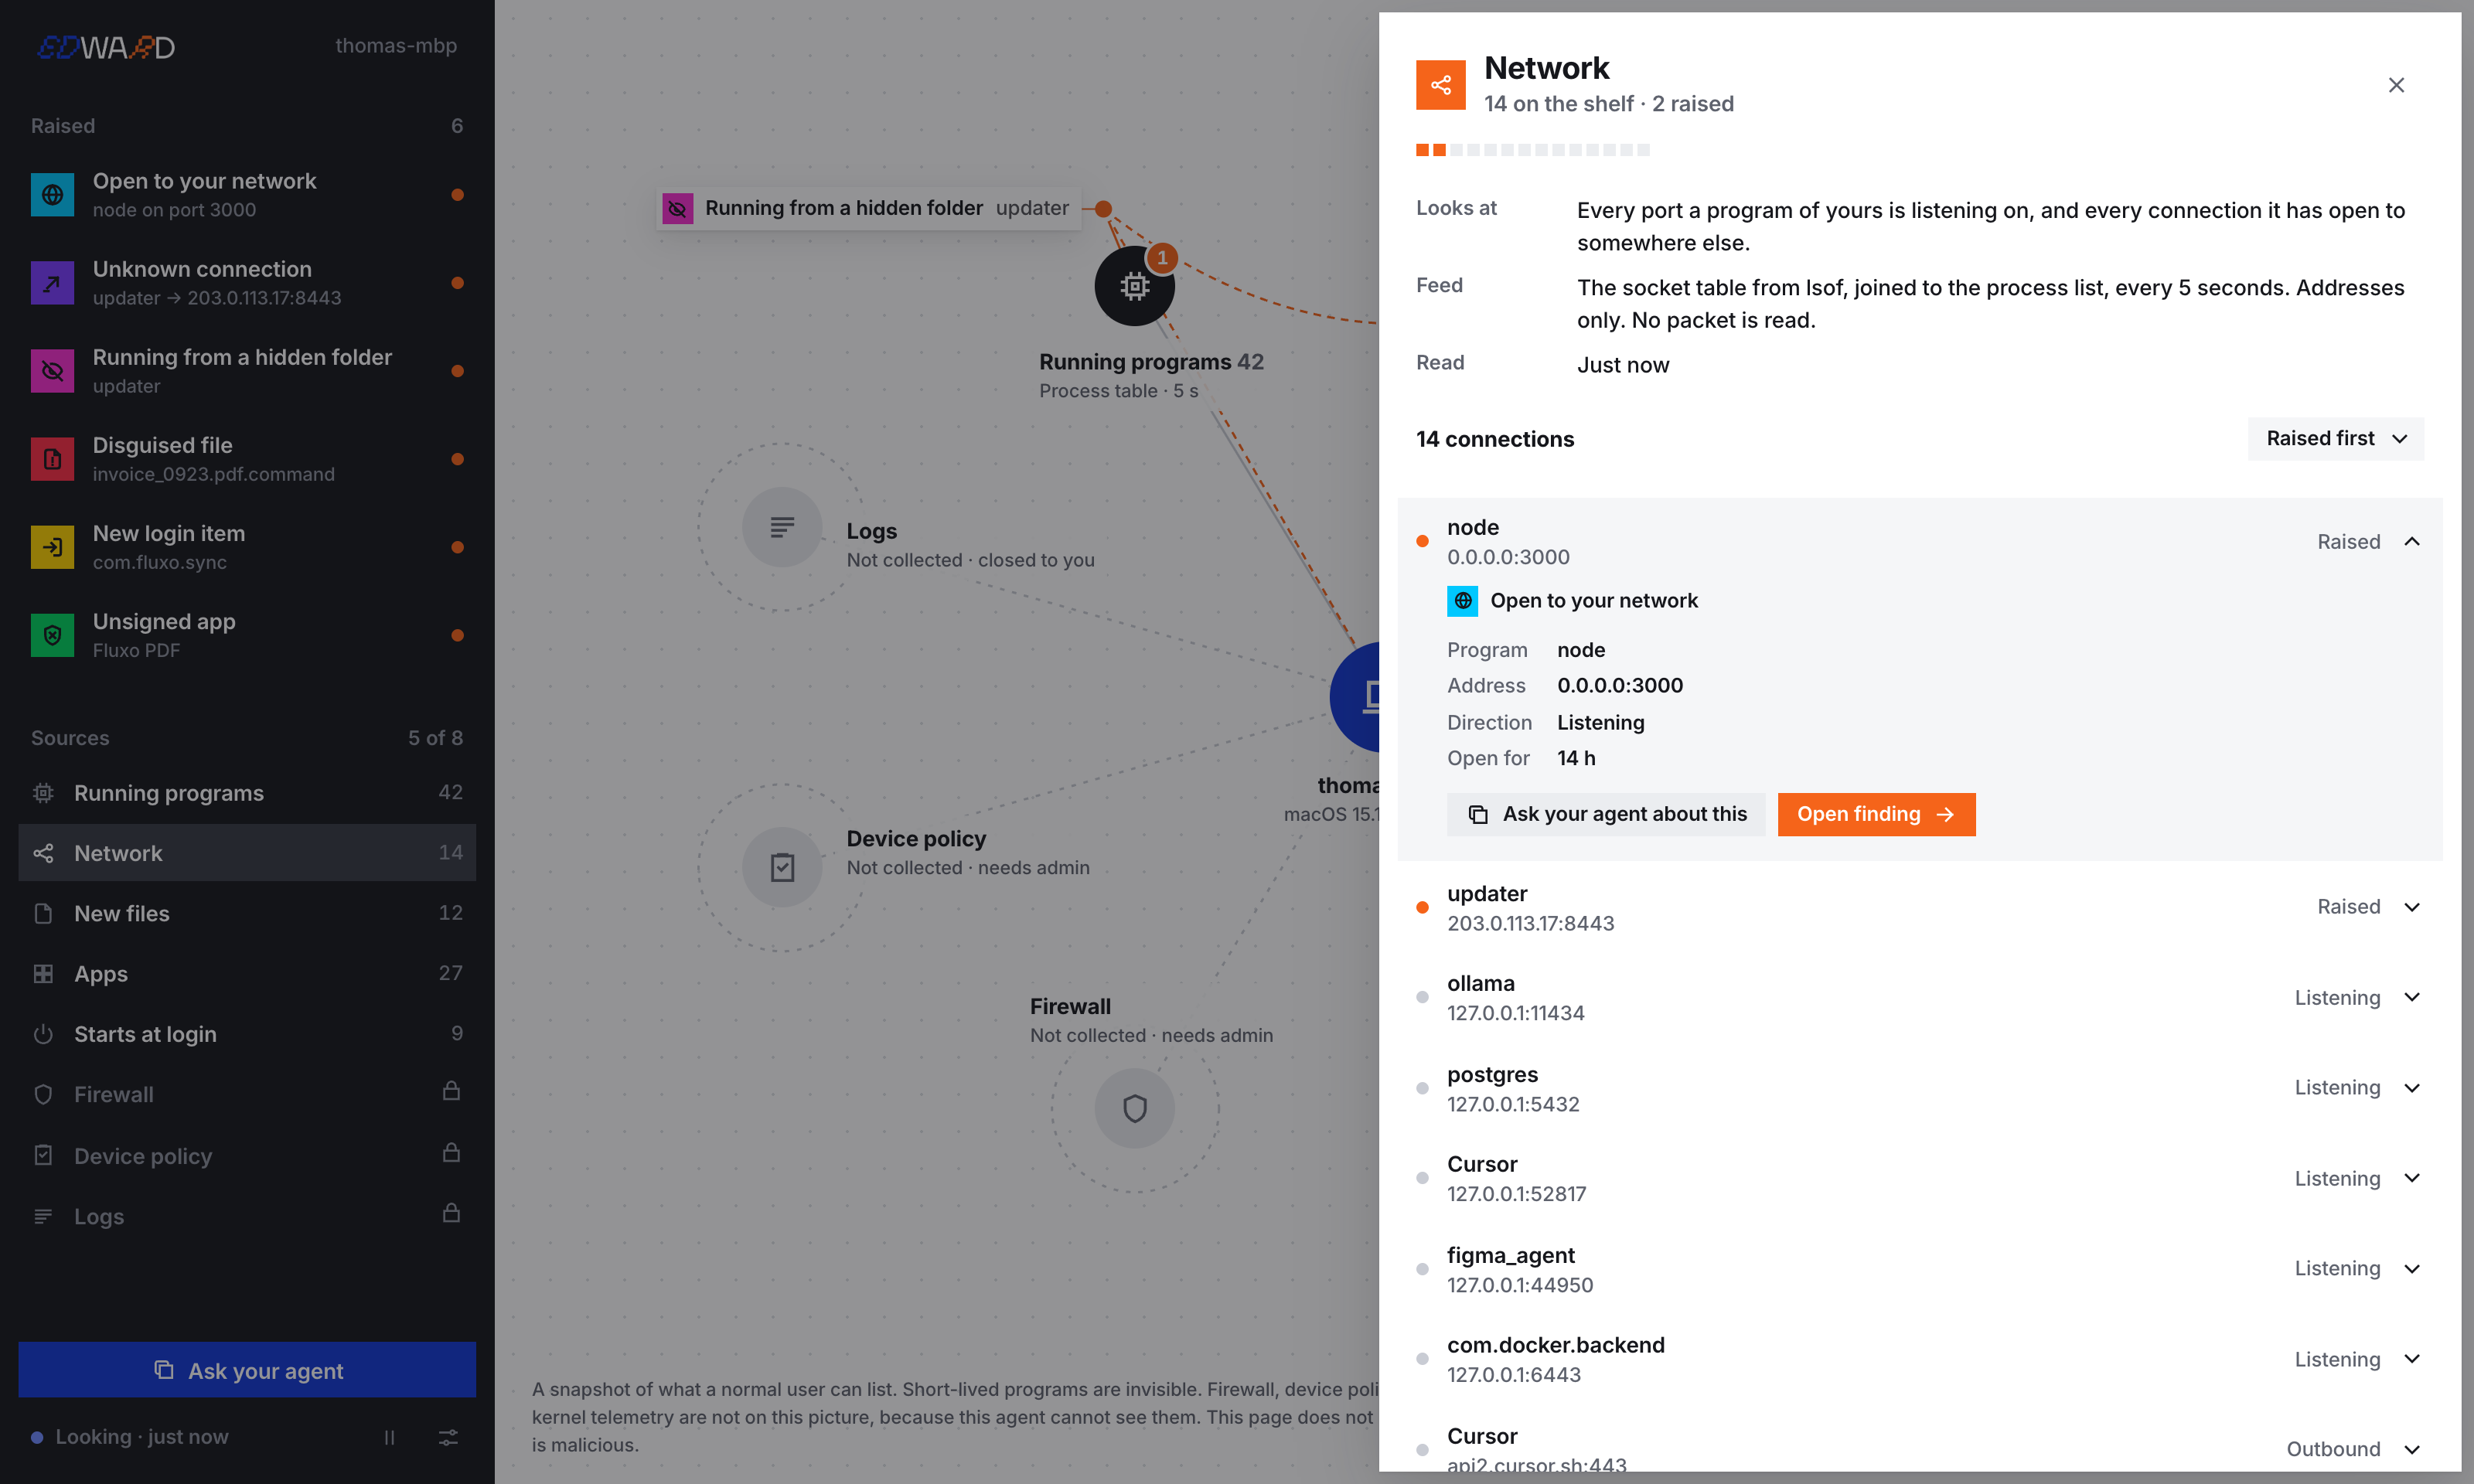 EDWARD
thomas-mbp
Raised 6
Open to your network
node on port 3000
Unknown connection
updater → 203.0.113.17:8443
Running from a hidden folder
updater
Disguised file
invoice_0923.pdf.command
New login item
com.fluxo.sync
Unsigned app
Fluxo PDF
Sources 5 of 8
Running programs 42
Network 14
New files 12
Apps 27
Starts at login 9
Firewall
Device policy
Logs
Ask your agent
Looking · just now
Running from a hidden folder updater
1
Running programs 42
Process table · 5 s
Logs
Not collected · closed to you
Device policy
Not collected · needs admin
Firewall
Not collected · needs admin
thoma
macOS 15.1
A snapshot of what a normal user can list. Short-lived programs are invisible. Firewall, device poli
kernel telemetry are not on this picture, because this agent cannot see them. This page does not
is malicious.
Network
14 on the shelf · 2 raised
Looks at
Every port a program of yours is listening on, and every connection it has open to
somewhere else.
Feed
The socket table from lsof, joined to the process list, every 5 seconds. Addresses
only. No packet is read.
Read
Just now
14 connections
Raised first
node
0.0.0.0:3000
Raised
Open to your network
Program node
Address 0.0.0.0:3000
Direction Listening
Open for 14 h
Ask your agent about this
Open finding →
updater
203.0.113.17:8443
Raised
ollama
127.0.0.1:11434
Listening
postgres
127.0.0.1:5432
Listening
Cursor
127.0.0.1:52817
Listening
figma_agent
127.0.0.1:44950
Listening
com.docker.backend
127.0.0.1:6443
Listening
Cursor
api2.cursor.sh:443
Outbound